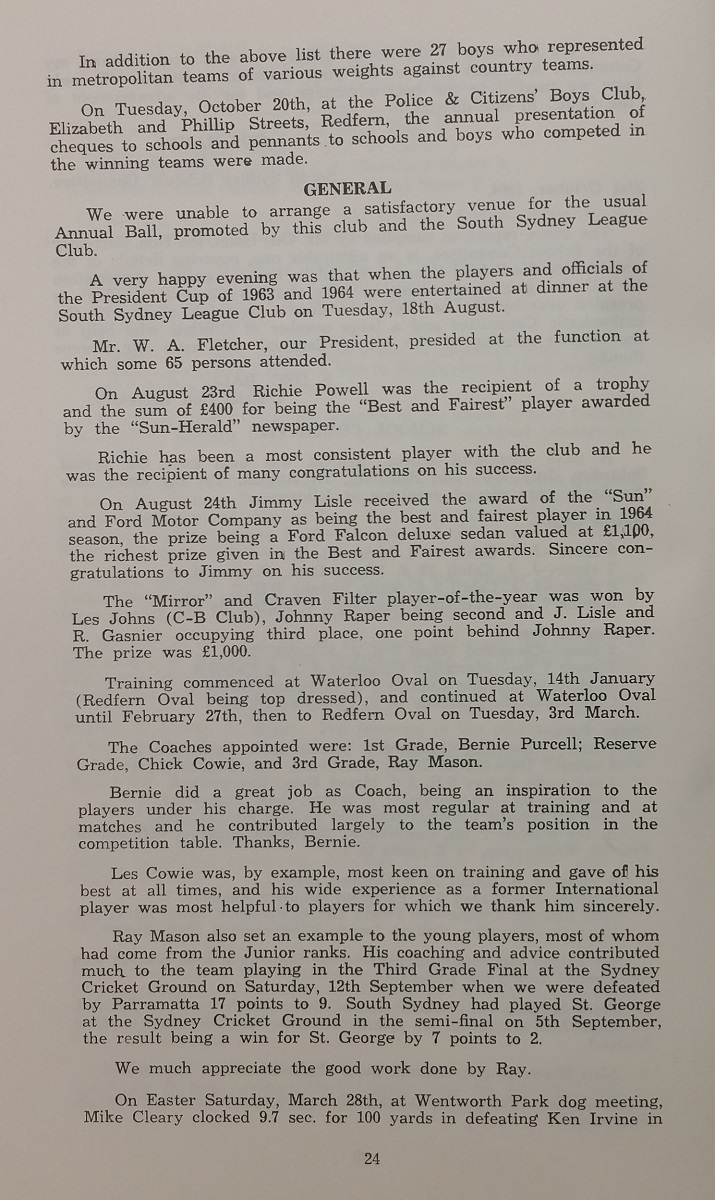 In addition to the above list there were 27 boys who represented
in metropolitan teams of various weights against country teams.
On Tuesday, October 20th, at the Police & Citizens' Boys Club,
Elizabeth and Phillip Streets, Redfern, the annual presentation of
cheques to schools and pennants to schools and boys who competed in
the winning teams were made.
GENERAL
We were unable to arrange a satisfactory venue for the usual
Annual Ball, promoted by this club and the South Sydney League
Club.
A very happy evening was that when the players and officials of
the President Cup of 1963 and 1964 were entertained at dinner at the
South Sydney League Club on Tuesday, 18th August.
Mr. W. A. Fletcher, our President, presided at the function at
which some 65 persons attended.
On August 23rd Richie Powell was the recipient of a trophy
and the sum of £400 for being the “Best and Fairest” player awarded
by the “Sun-Herald” newspaper.
Richie has been a most consistent player with the club and he
was the recipient of many congratulations on his success.
On August 24th Jimmy Lisle received the award of the “Sun”
and Ford Motor Company as being the best and fairest player in 1964
season, the prize being a Ford Falcon deluxe sedan valued at £1,100,
the richest prize given in the Best and Fairest awards. Sincere con-
gratulations to Jimmy on his success.
The “Mirror” and Craven Filter player-of-the-year was won by
Les Johns (C-B Club), Johnny Raper being second and J. Lisle and
R. Gasnier occupying third place, one point behind Johnny Raper.
The prize was £1,000.
Training commenced at Waterloo Oval on Tuesday, 14th January
(Redfern Oval being top dressed), and continued at Waterloo Oval
until February 27th, then to Redfern Oval on Tuesday, 3rd March.
The Coaches appointed were: 1st Grade, Bernie Purcell; Reserve
Grade, Chick Cowie, and 3rd Grade, Ray Mason.
Bernie did a great job as Coach, being an inspiration to the
players under his charge. He was most regular at training and at
matches and he contributed largely to the team's position in the
competition table. Thanks, Bernie.
Les Cowie was, by example, most keen on training and gave of his
best at all times, and his wide experience as a former International
player was most helpful to players for which we thank him sincerely.
Ray Mason also set an example to the young players, most of whom
had come from the Junior ranks. His coaching and advice contributed
much to the team playing in the Third Grade Final at the Sydney
Cricket Ground on Saturday, 12th September when we were defeated
by Parramatta 17 points to 9. South Sydney had played St. George
at the Sydney Cricket Ground in the semi-final on 5th September,
the result being a win for St. George by 7 points to 2.
We much appreciate the good work done by Ray.
On Easter Saturday, March 28th, at Wentworth Park dog meeting,
Mike Cleary clocked 9.7 sec. for 100 yards in defeating Ken Irvine in
24